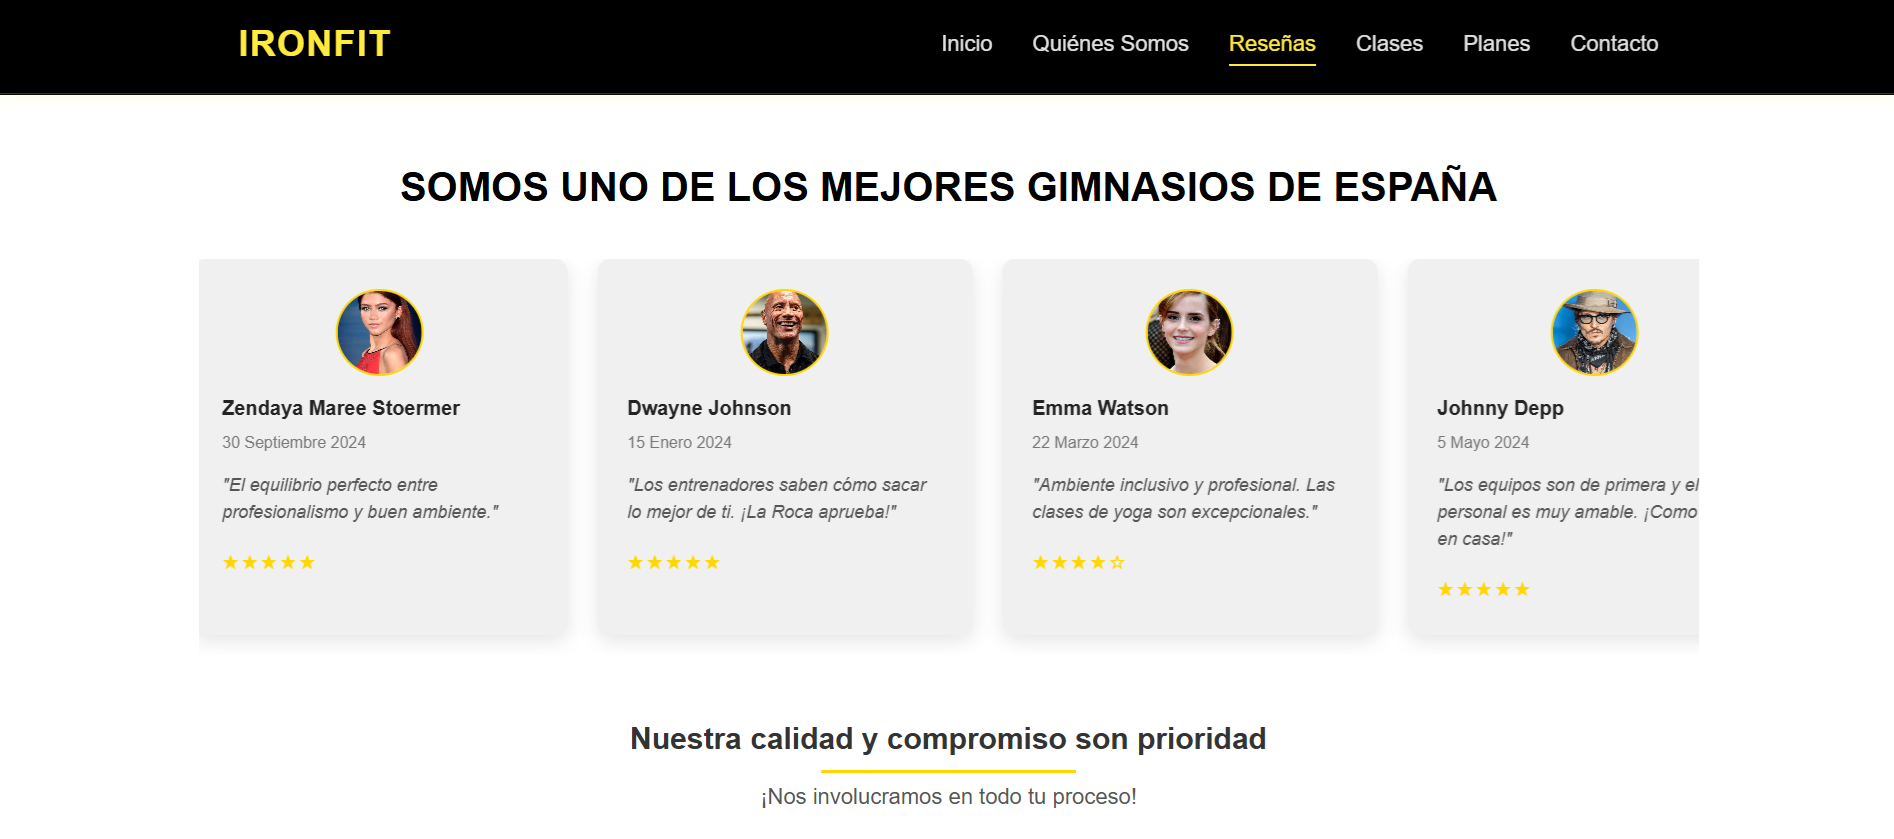 IRONFIT
Inicio Quiénes Somos Reseñas Clases Planes Contacto
SOMOS UNO DE LOS MEJORES GIMNASIOS DE ESPAÑA
Zendaya Maree Stoermer
30 Septiembre 2024
"El equilibrio perfecto entre
profesionalismo y buen ambiente."
★★★★★
Dwayne Johnson
15 Enero 2024
"Los entrenadores saben cómo sacar
lo mejor de ti. ¡La Roca aprueba!"
★★★★★
Emma Watson
22 Marzo 2024
"Ambiente inclusivo y profesional. Las
clases de yoga son excepcionales."
★★★★☆
Johnny Depp
5 Mayo 2024
"Los equipos son de primera y el
personal es muy amable. ¡Como
en casa!"
★★★★★
Nuestra calidad y compromiso son prioridad
¡Nos involucramos en todo tu proceso!